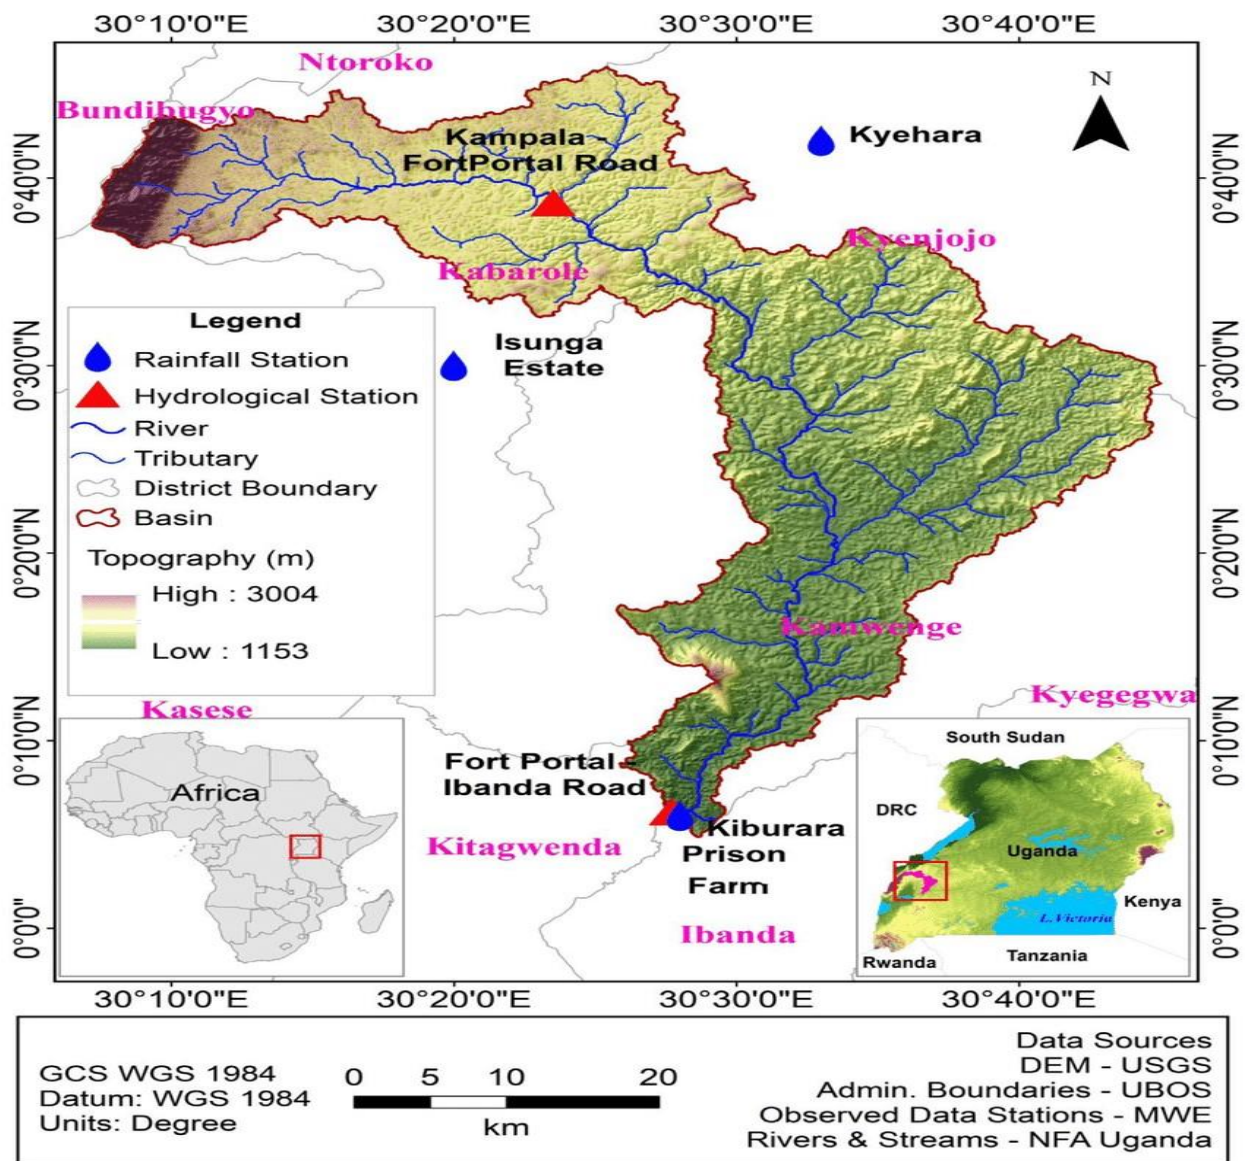 30°10'0"E 30°20'0"E 30°30'0"E 30°40'0"E
Ntoroko
Bundibugyo
N
Kampala -
FortPortal Road
Kyehara
0°40'0"N
0°40'0"N
Kyenjojo
Kabarole
Legend
Rainfall Station
Hydrological Station
River
Tributary
District Boundary
Basin
Topography (m)
High : 3004
Low : 1153
Isunga
Estate
0°30'0"N
0°30'0"N
0°20'0"N
0°20'0"N
Kamwenge
Kyegegwa
Kasese
0°10'0"N
0°10'0"N
Africa
Fort Portal -
Ibanda Road
Kitagwenda
Kiburara
Prison
Farm
Ibanda
South Sudan
DRC
Uganda
Kenya
L.Victoria
Rwanda
Tanzania
0°0'0"
0°0'0"
30°10'0"E 30°20'0"E 30°30'0"E 30°40'0"E
GCS WGS 1984
Datum: WGS 1984
Units: Degree
0 5 10 20
km
Data Sources
DEM - USGS
Admin. Boundaries - UBOS
Observed Data Stations - MWE
Rivers & Streams - NFA Uganda